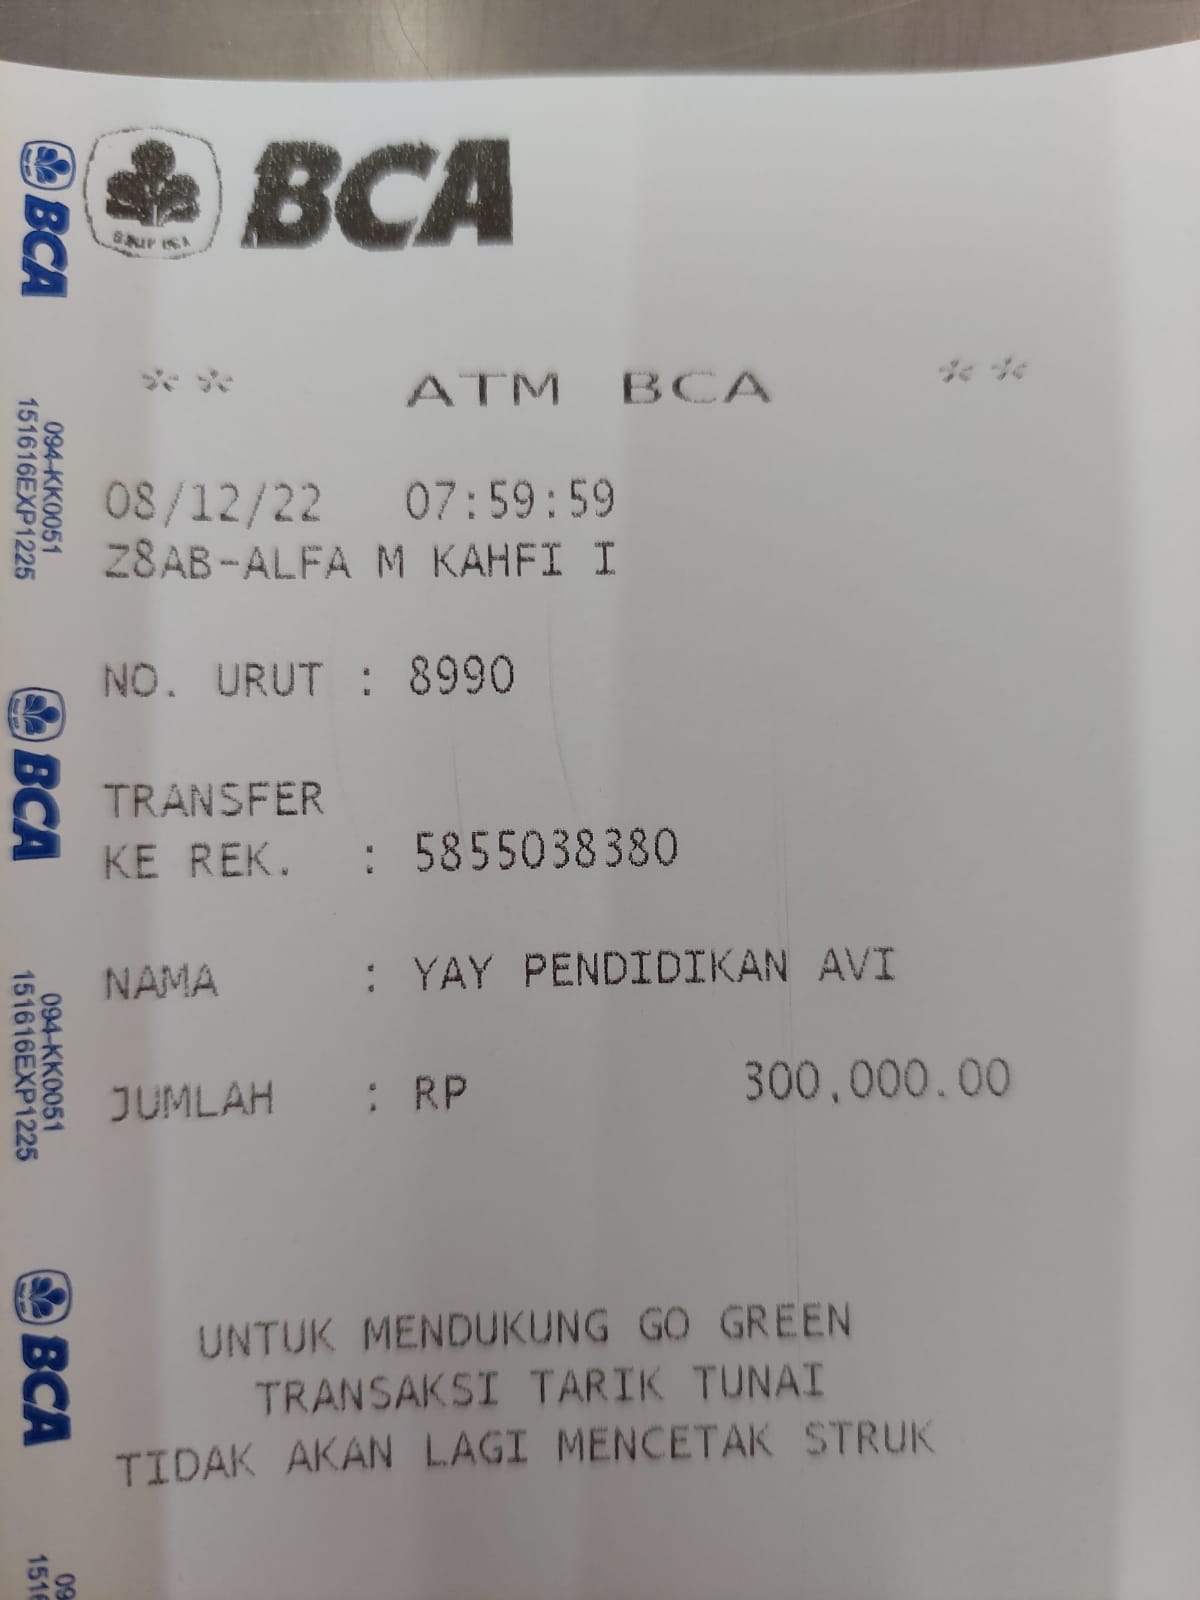 BCA
** ATM BCA **
08/12/22 07:59:59
Z8AB-ALFA M KAHFI I
NO. URUT : 8990
TRANSFER
KE REK. : 5855038380
NAMA : YAY PENDIDIKAN AVI
JUMLAH : RP 300,000.00
UNTUK MENDUKUNG GO GREEN
TRANSAKSI TARIK TUNAI
TIDAK AKAN LAGI MENCETAK STRUK
BCA
094-KK0051
151616EXP1225
BCA
094-KK0051
151616EXP1225
BCA